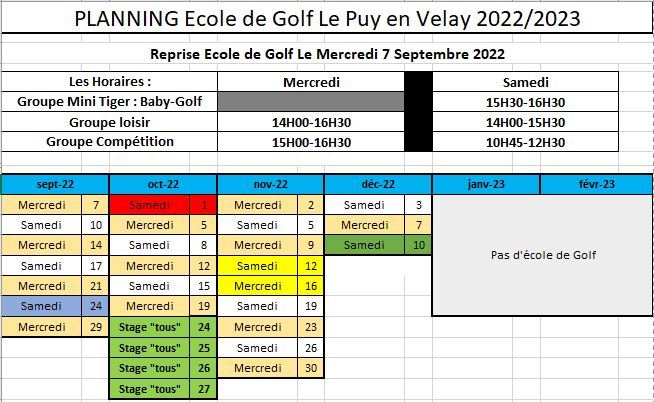 PLANNING Ecole de Golf Le Puy en Velay 2022/2023
Reprise Ecole de Golf Le Mercredi 7 Septembre 2022
Les Horaires : Mercredi Samedi
Groupe Mini Tiger : Baby-Golf 15H30-16H30
Groupe loisir 14H00-16H30 14H00-15H30
Groupe Compétition 15H00-16H30 10H45-12H30
sept-22 oct-22 nov-22 déc-22 janv-23 févr-23
Mercredi 7 Samedi 1 Mercredi 2 Samedi 3
Samedi 10 Mercredi 5 Samedi 5 Mercredi 7
Mercredi 14 Samedi 8 Mercredi 9 Samedi 10
Pas d'école de Golf
Samedi 17 Mercredi 12 Samedi 12
Mercredi 21 Samedi 15 Mercredi 16
Samedi 24 Mercredi 19 Samedi 19
Mercredi 29 Stage "tous" 24 Mercredi 23
Stage "tous" 25 Samedi 26
Stage "tous" 26 Mercredi 30
Stage "tous" 27